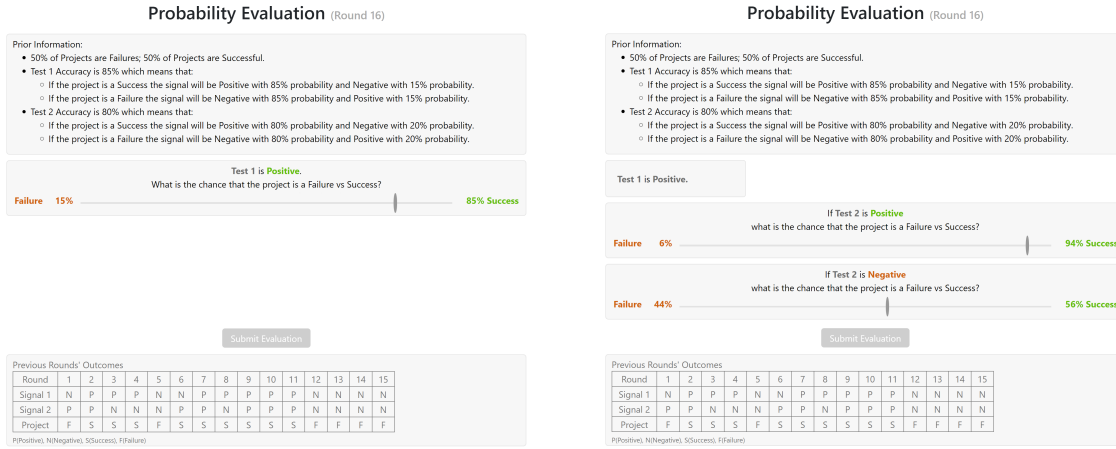 Probability Evaluation (Round 16)
Prior Information:
• 50% of Projects are Failures; 50% of Projects are Successful.
• Test 1 Accuracy is 85% which means that:
○ If the project is a Success the signal will be Positive with 85% probability and Negative with 15% probability.
○ If the project is a Failure the signal will be Negative with 85% probability and Positive with 15% probability.
• Test 2 Accuracy is 80% which means that:
○ If the project is a Success the signal will be Positive with 80% probability and Negative with 20% probability.
○ If the project is a Failure the signal will be Negative with 80% probability and Positive with 20% probability.
Test 1 is Positive.
What is the chance that the project is a Failure vs Success?
Failure 15% 85% Success
Submit Evaluation
Previous Rounds' Outcomes
Round 1 2 3 4 5 6 7 8 9 10 11 12 13 14 15
Signal 1 N P P P N N P P P P P N N N N
Signal 2 P P N N N P P N P P P N N N N
Project F S S S F S S S S S S F F F F
P(Positive), N(Negative), S(Success), F(Failure)
Probability Evaluation (Round 16)
Prior Information:
• 50% of Projects are Failures; 50% of Projects are Successful.
• Test 1 Accuracy is 85% which means that:
○ If the project is a Success the signal will be Positive with 85% probability and Negative with 15% probability.
○ If the project is a Failure the signal will be Negative with 85% probability and Positive with 15% probability.
• Test 2 Accuracy is 80% which means that:
○ If the project is a Success the signal will be Positive with 80% probability and Negative with 20% probability.
○ If the project is a Failure the signal will be Negative with 80% probability and Positive with 20% probability.
Test 1 is Positive.
If Test 2 is Positive
what is the chance that the project is a Failure vs Success?
Failure 6% 94% Success
If Test 2 is Negative
what is the chance that the project is a Failure vs Success?
Failure 44% 56% Success
Submit Evaluation
Previous Rounds' Outcomes
Round 1 2 3 4 5 6 7 8 9 10 11 12 13 14 15
Signal 1 N P P P N N P P P P P N N N N
Signal 2 P P N N N P P N P P P N N N N
Project F S S S F S S S S S S F F F F
P(Positive), N(Negative), S(Success), F(Failure)